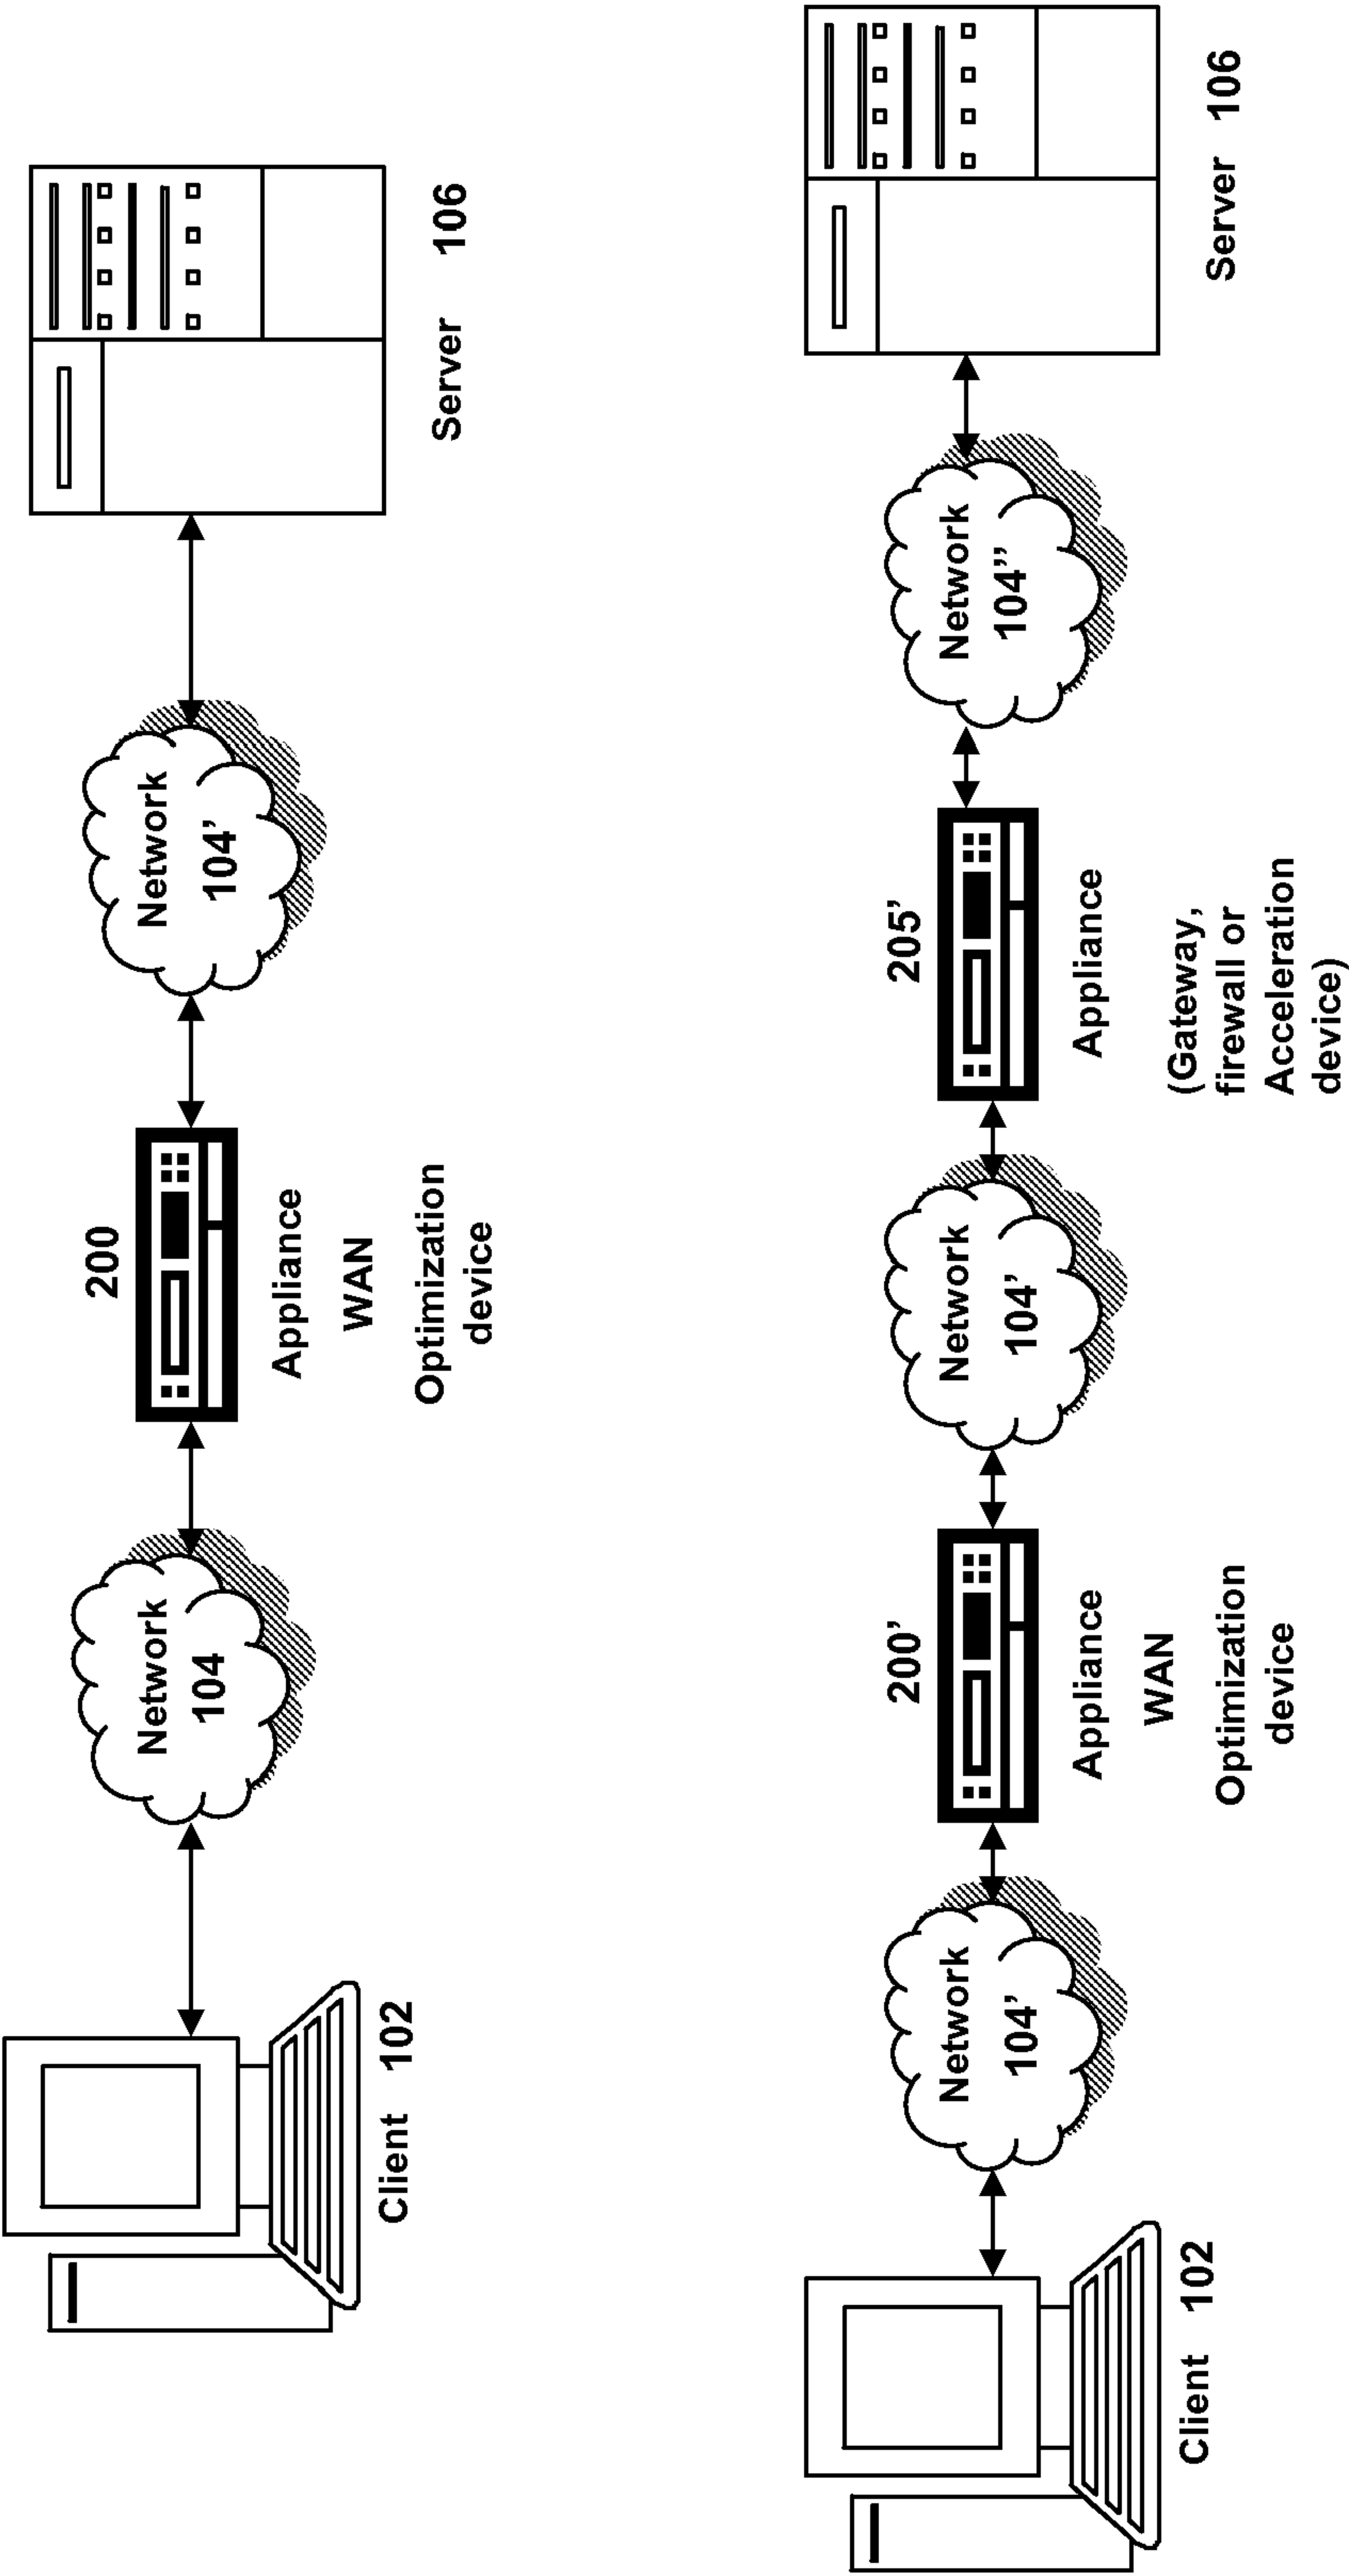 Client 102
Network
104
200
Appliance
WAN
Optimization
device
Network
104’
Server 106
Client 102
Network
104’
200’
Appliance
WAN
Optimization
device
Network
104’
205’
Appliance
(Gateway,
firewall or
Acceleration
device)
Network
104’’
Server 106